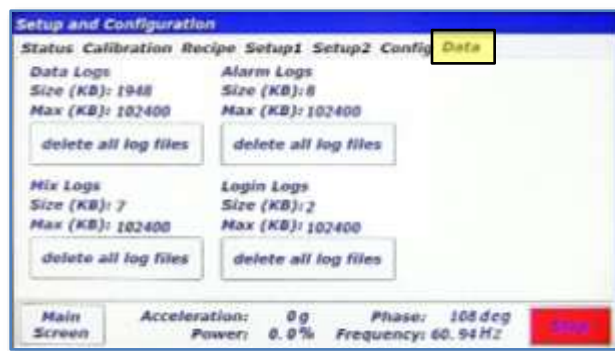 Setup and Configuration
Status Calibration Recipe Setup1 Setup2 Config Data
Data Logs
Size (KB): 1948
Max (KB): 102400
delete all log files
Alarm Logs
Size (KB): 8
Max (KB): 102400
delete all log files
Mix Logs
Size (KB): 7
Max (KB): 102400
delete all log files
Login Logs
Size (KB): 2
Max (KB): 102400
delete all log files
Main
Screen
Acceleration: 0 g
Phase: 108 deg
Power: 0.0%
Frequency: 60.94 Hz
Stop